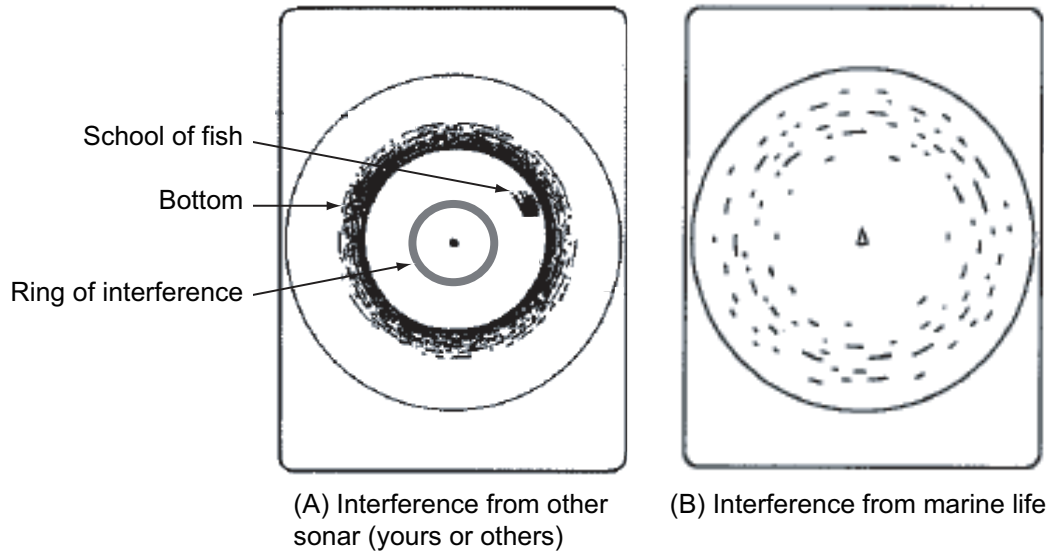 School of fish
Bottom
Ring of interference
(A) Interference from other
sonar (yours or others)
(B) Interference from marine life